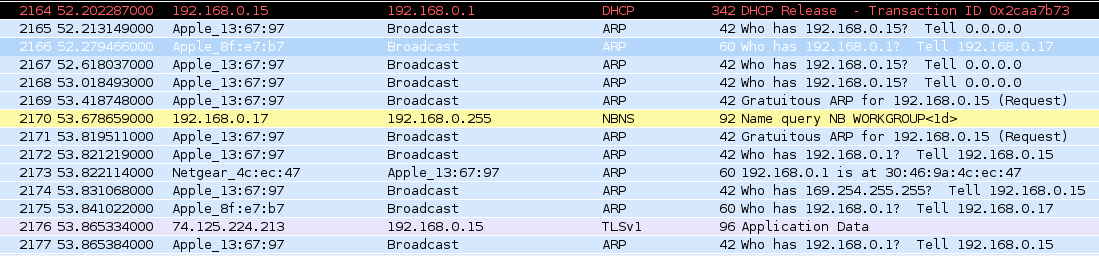 2164 52.202287000 192.168.0.15 192.168.0.1 DHCP 342 DHCP Release - Transaction ID 0x2caa7b73
2165 52.213149000 Apple_13:67:97 Broadcast ARP 42 Who has 192.168.0.15? Tell 0.0.0.0
2166 52.279466000 Apple_8f:e7:b7 Broadcast ARP 60 Who has 192.168.0.1? Tell 192.168.0.17
2167 52.618037000 Apple_13:67:97 Broadcast ARP 42 Who has 192.168.0.15? Tell 0.0.0.0
2168 53.018493000 Apple_13:67:97 Broadcast ARP 42 Who has 192.168.0.15? Tell 0.0.0.0
2169 53.418748000 Apple_13:67:97 Broadcast ARP 42 Gratuitous ARP for 192.168.0.15 (Request)
2170 53.678659000 192.168.0.17 192.168.0.255 NBNS 92 Name query NB WORKGROUP<1d>
2171 53.819511000 Apple_13:67:97 Broadcast ARP 42 Gratuitous ARP for 192.168.0.15 (Request)
2172 53.821219000 Apple_13:67:97 Broadcast ARP 42 Who has 192.168.0.1? Tell 192.168.0.15
2173 53.822114000 Netgear_4c:ec:47 Apple_13:67:97 ARP 60 192.168.0.1 is at 30:46:9a:4c:ec:47
2174 53.831068000 Apple_13:67:97 Broadcast ARP 42 Who has 169.254.255.255? Tell 192.168.0.15
2175 53.841022000 Apple_8f:e7:b7 Broadcast ARP 60 Who has 192.168.0.1? Tell 192.168.0.17
2176 53.865334000 74.125.224.213 192.168.0.15 TLSv1 96 Application Data
2177 53.865384000 Apple_13:67:97 Broadcast ARP 42 Who has 192.168.0.1? Tell 192.168.0.15